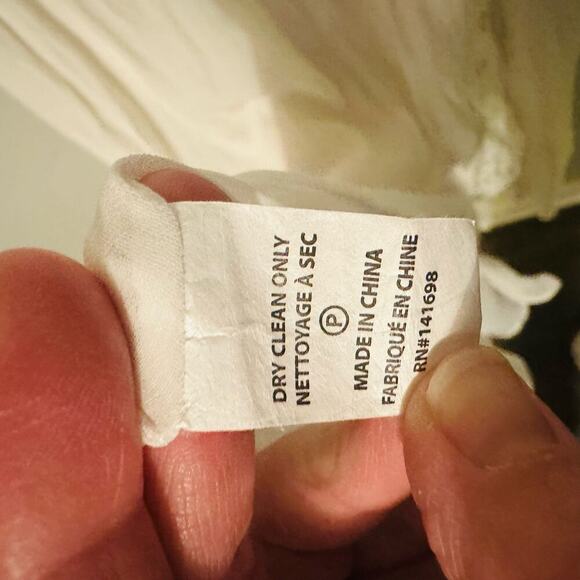 DRY CLEAN ONLY
NETTOYAGE À SEC
P
MADE IN CHINA
FABRIQUÉ EN CHINE
RN#141698